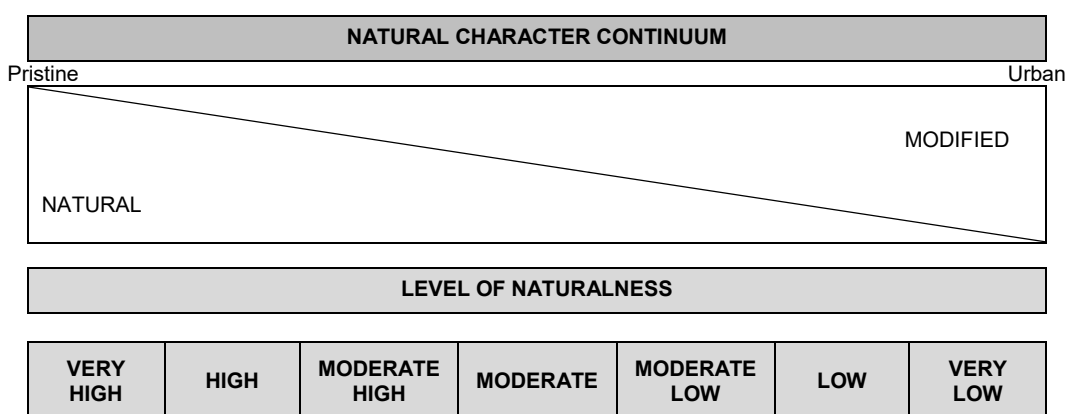 NATURAL CHARACTER CONTINUUM
Pristine Urban
MODIFIED
NATURAL
LEVEL OF NATURALNESS
VERY HIGH
HIGH
MODERATE HIGH
MODERATE
MODERATE LOW
LOW
VERY LOW